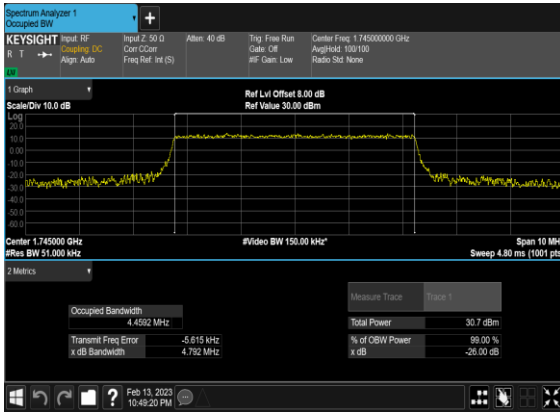 Spectrum Analyzer 1
Occupied BW
KEYSIGHT
R T
Input: RF
Coupling: DC
Align: Auto
Input Z: 50 Ω
Corr CCorr
Freq Ref: Int (S)
Atten: 40 dB
Trig: Free Run
Gate: Off
#IF Gain: Low
Center Freq: 1.745000000 GHz
Avg|Hold: 100/100
Radio Std: None
1 Graph
Scale/Div 10.0 dB
Ref Lvl Offset 8.00 dB
Ref Value 30.00 dBm
Log
20.0
10.0
0.00
-10.0
-20.0
-30.0
-40.0
-50.0
-60.0
Center 1.745000 GHz
#Video BW 150.00 kHz*
Span 10 MH
#Res BW 51.000 kHz
Sweep 4.80 ms (1001 pts
2 Metrics
Measure Trace
Trace 1
Occupied Bandwidth
4.4592 MHz
Total Power
30.7 dBm
Transmit Freq Error
-5.615 kHz
% of OBW Power
99.00 %
x dB Bandwidth
4.792 MHz
x dB
-26.00 dB
?
Feb 13, 2023
10:49:20 PM